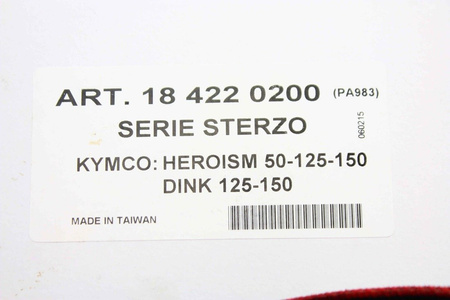 ART. 18 422 0200 (PA983)
SERIE STERZO
060215
KYMCO: HEROISM 50-125-150
DINK 125-150
MADE IN TAIWAN